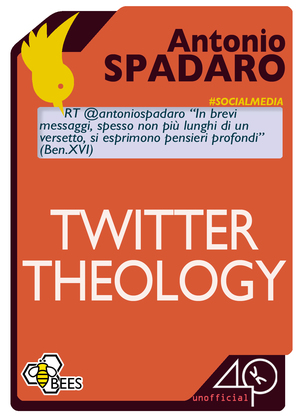 Antonio
SPADARO
#SOCIALMEDIA
RT @antoniospadaro “In brevi
messaggi, spesso non più lunghi di un
versetto, si esprimono pensieri profondi”
(Ben.XVI)
TWITTER
THEOLOGY
BEES
40K
unofficial